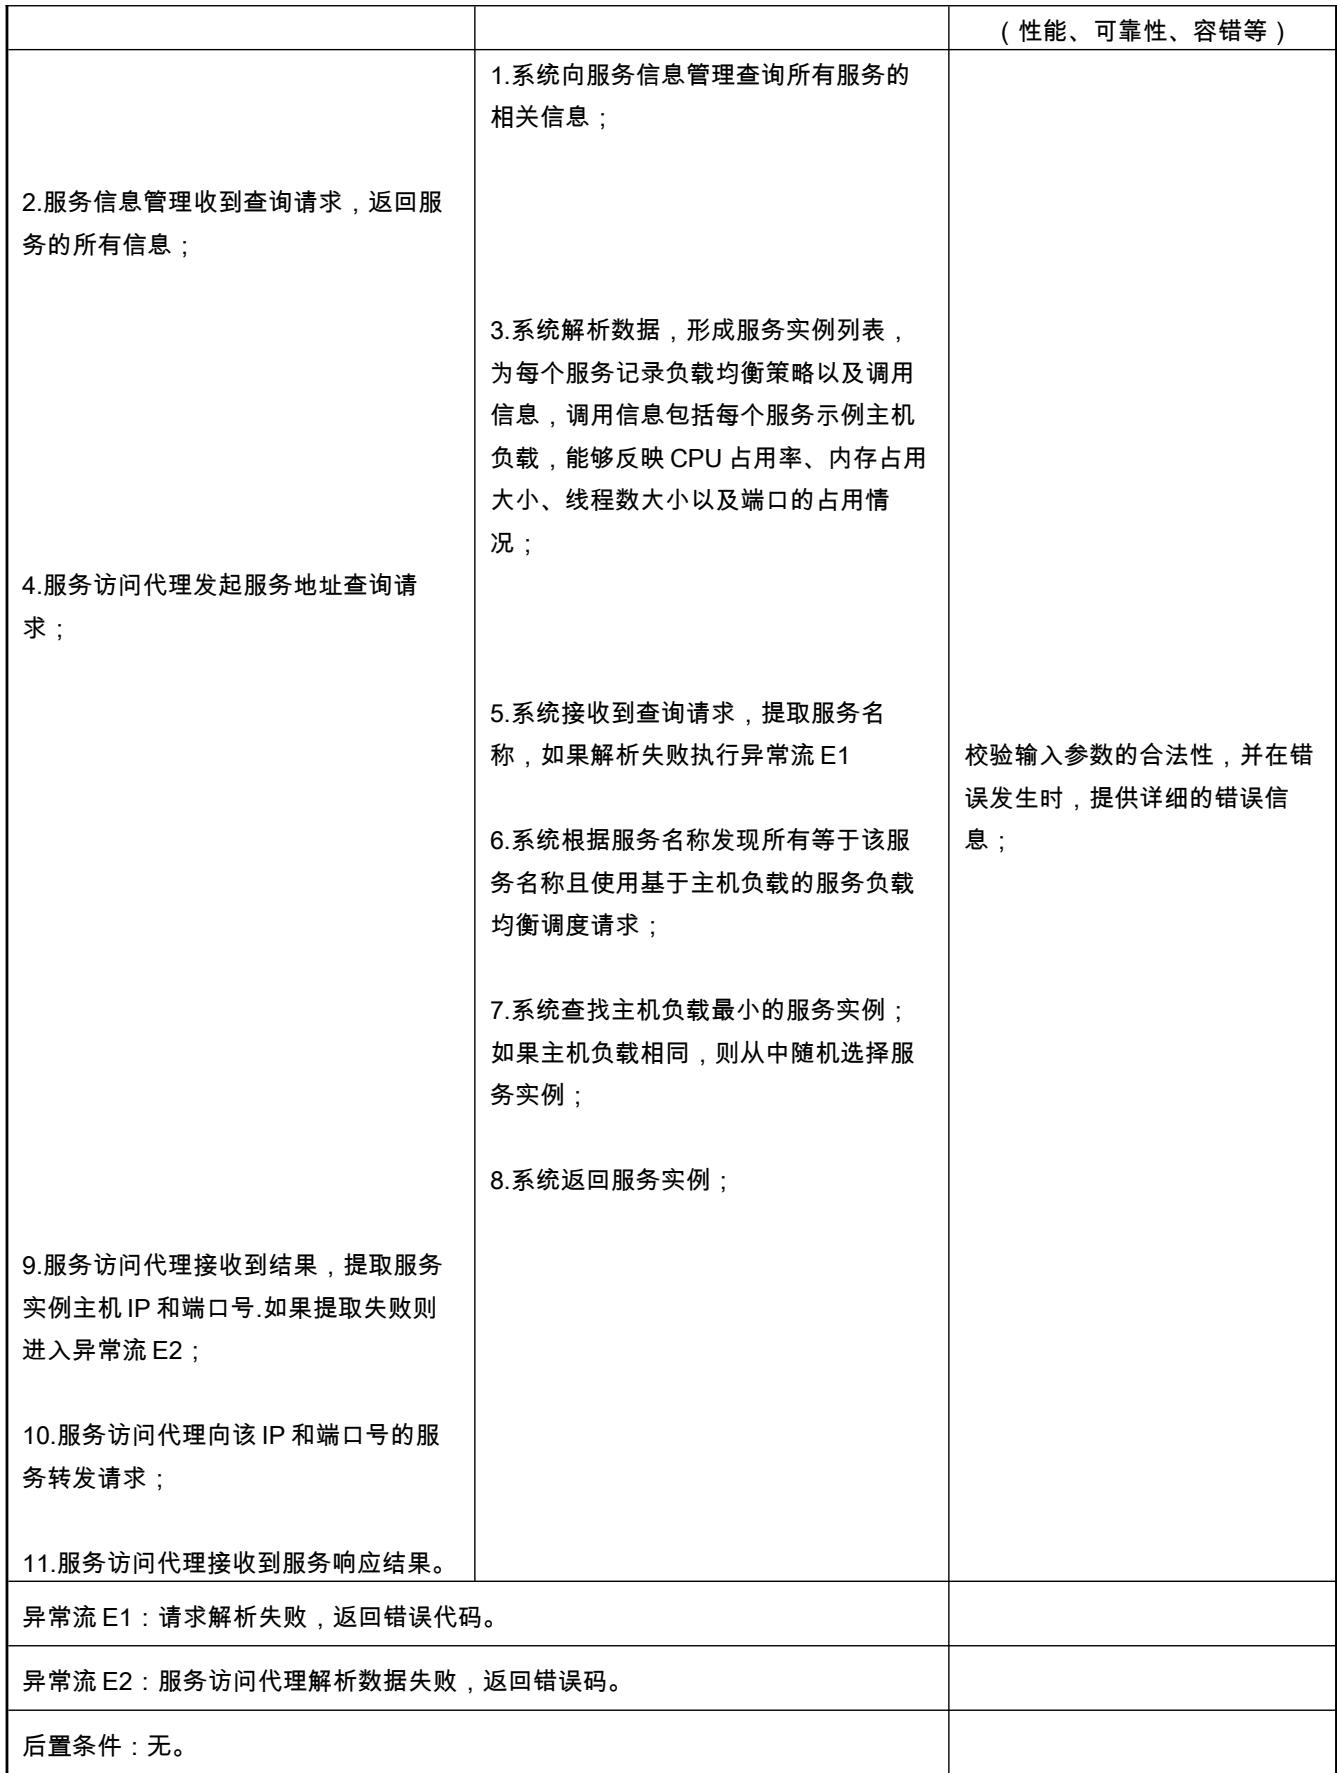 （性能、可靠性、容错等）
1.系统向服务信息管理查询所有服务的
相关信息；
2.服务信息管理收到查询请求，返回服
务的所有信息；
3.系统解析数据，形成服务实例列表，
为每个服务记录负载均衡策略以及调用
信息，调用信息包括每个服务示例主机
负载，能够反映 CPU 占用率、内存占用
大小、线程数大小以及端口的占用情
况；
4.服务访问代理发起服务地址查询请
求；
5.系统接收到查询请求，提取服务名
称，如果解析失败执行异常流 E1
校验输入参数的合法性，并在错
误发生时，提供详细的错误信
息；
6.系统根据服务名称发现所有等于该服
务名称且使用基于主机负载的服务负载
均衡调度请求；
7.系统查找主机负载最小的服务实例；
如果主机负载相同，则从中随机选择服
务实例；
8.系统返回服务实例；
9.服务访问代理接收到结果，提取服务
实例主机 IP 和端口号.如果提取失败则
进入异常流 E2；
10.服务访问代理向该 IP 和端口号的服
务转发请求；
11.服务访问代理接收到服务响应结果。
异常流 E1：请求解析失败，返回错误代码。
异常流 E2：服务访问代理解析数据失败，返回错误码。
后置条件：无。